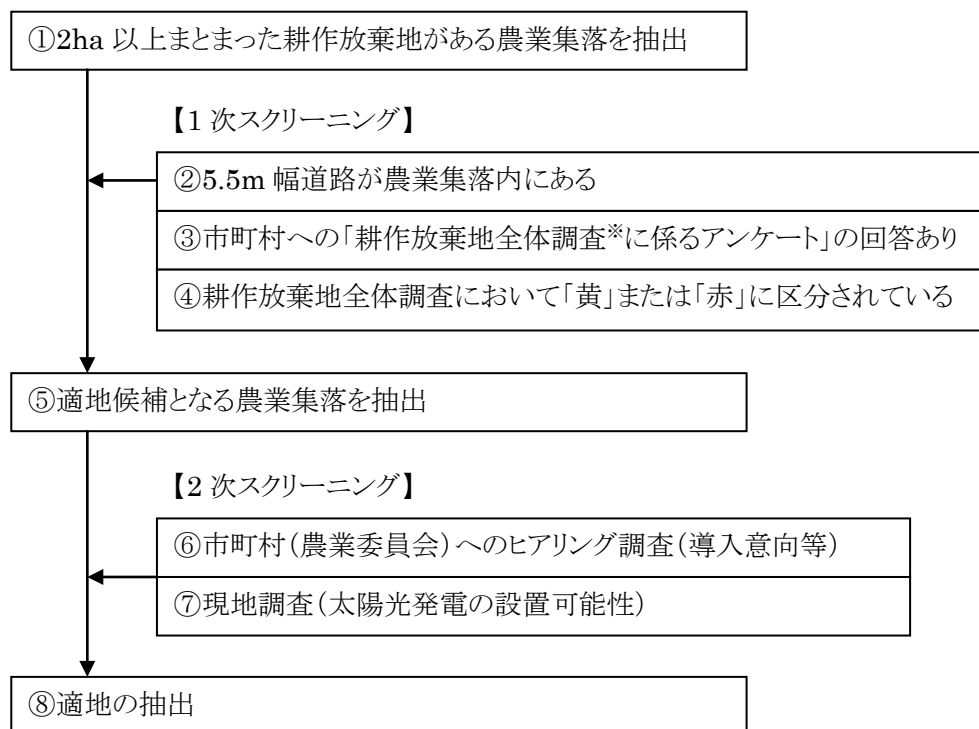 ①2ha 以上まとまった耕作放棄地がある農業集落を抽出
【1 次スクリーニング】
②5.5m 幅道路が農業集落内にある
③市町村への「耕作放棄地全体調査※に係るアンケート」の回答あり
④耕作放棄地全体調査において「黄」または「赤」に区分されている
⑤適地候補となる農業集落を抽出
【2 次スクリーニング】
⑥市町村(農業委員会)へのヒアリング調査(導入意向等)
⑦現地調査(太陽光発電の設置可能性)
⑧適地の抽出